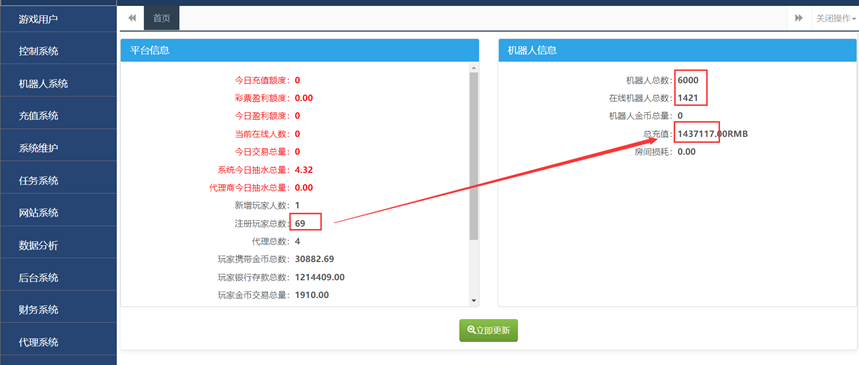 游戏用户
控制系统
机器人系统
充值系统
系统维护
任务系统
网站系统
数据分析
后台系统
财务系统
代理系统
首页
关闭操作
平台信息
今日充值额度： 0
彩票盈利额度： 0.00
今日盈利额度： 0
当前在线人数： 0
今日交易总量： 0
系统今日抽水总量： 4.32
代理商今日抽水总量： 0.00
新增玩家人数： 1
注册玩家总数： 69
代理总数： 4
玩家携带金币总数： 30882.69
玩家银行存款总数： 1214409.00
玩家金币交易总量： 1910.00
机器人信息
机器人总数： 6000
在线机器人总数： 1421
机器人金币总量： 0
总充值： 1437117.00RMB
房间损耗： 0.00
立即更新